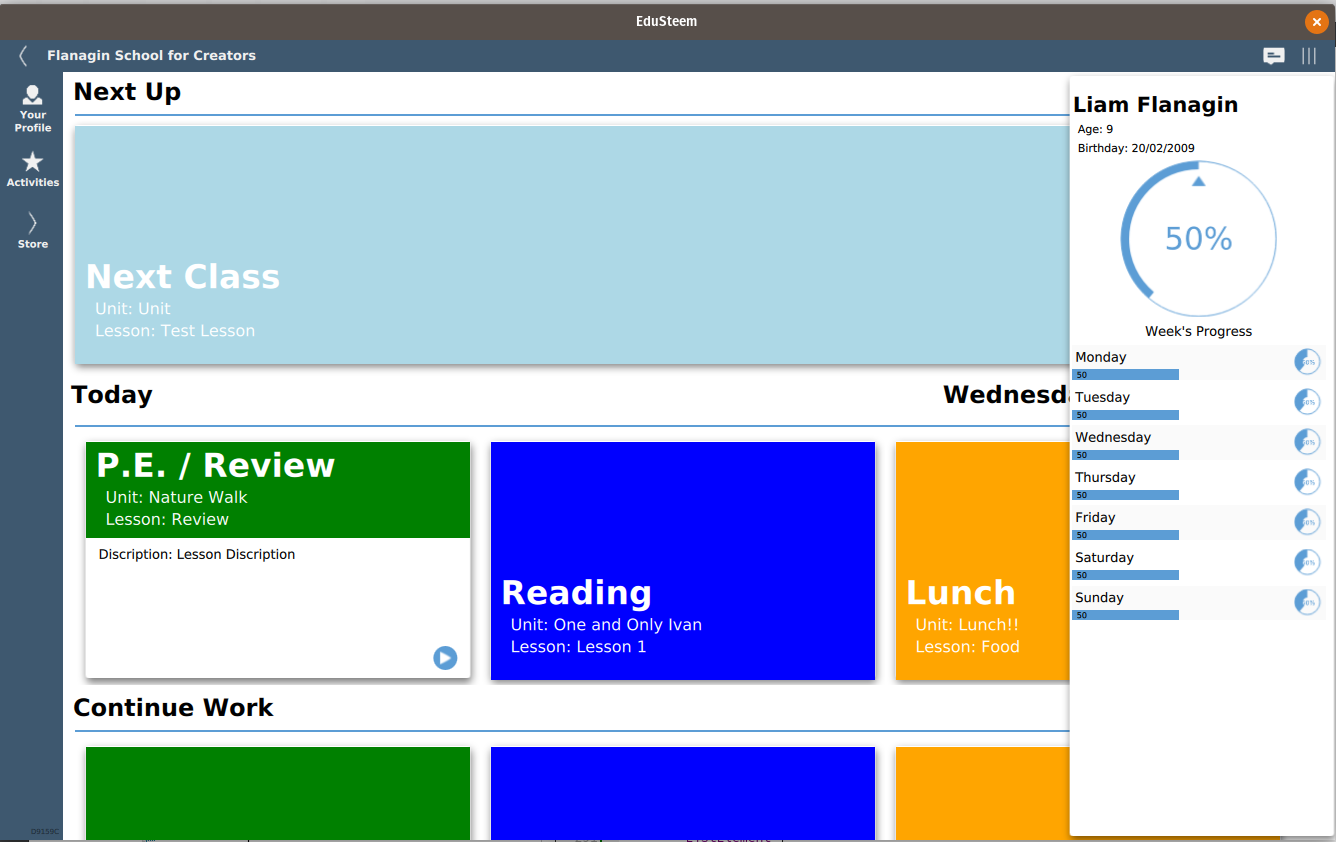 EduSteem
Flanagin School for Creators
Your
Profile
Activities
Store
D9159C
Next Up
Next Class
Unit: Unit
Lesson: Test Lesson
Today
P.E. / Review
Unit: Nature Walk
Lesson: Review
Discription: Lesson Discription
Reading
Unit: One and Only Ivan
Lesson: Lesson 1
Lunch
Unit: Lunch!!
Lesson: Food
Continue Work
Liam Flanagin
Age: 9
Birthday: 20/02/2009
50%
Week's Progress
Monday
50
50%
Tuesday
50
50%
Wednesday
50
50%
Thursday
50
50%
Friday
50
50%
Saturday
50
50%
Sunday
50
50%